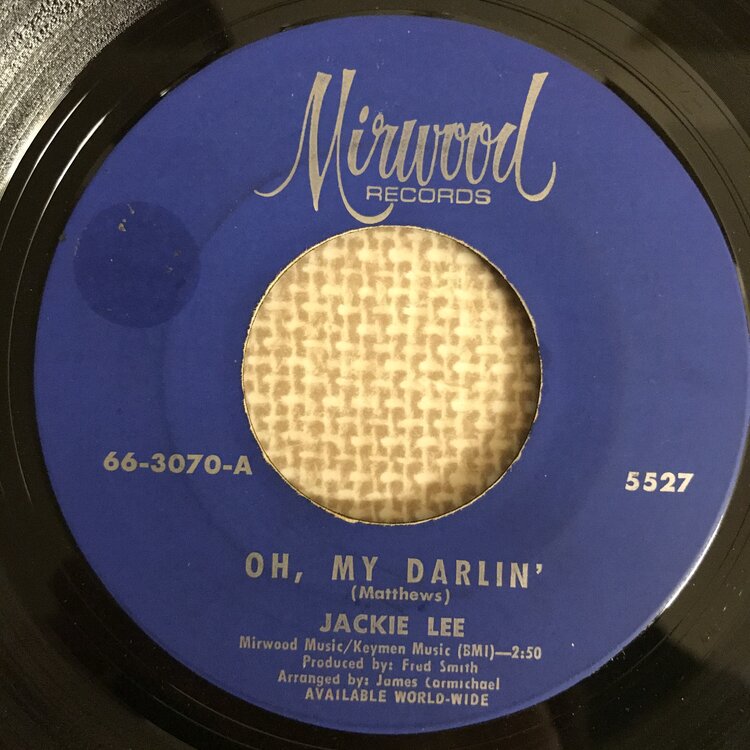 Mirwood
RECORDS
66-3070-A
5527
OH, MY DARLIN'
(Matthews)
JACKIE LEE
Mirwood Music/Keymen Music (BMI)—2:50
Produced by: Fred Smith
Arranged by: James Carmichael
AVAILABLE WORLD-WIDE